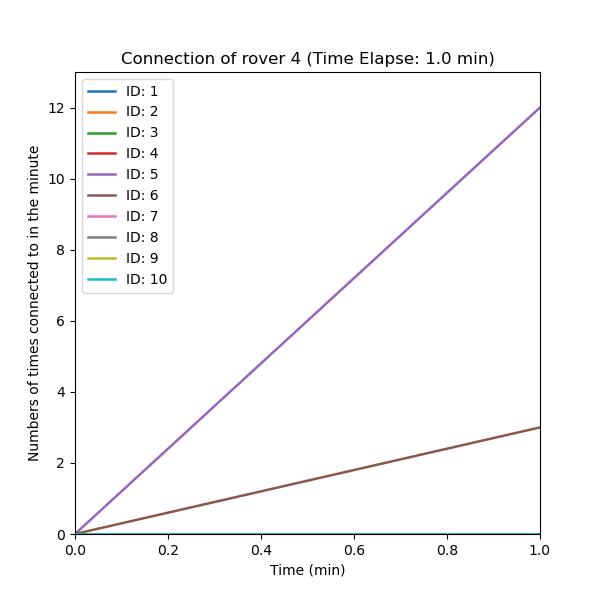 Connection of rover 4 (Time Elapse: 1.0 min)
Numbers of times connected to in the minute
12
10
8
6
4
2
0
ID: 1
ID: 2
ID: 3
ID: 4
ID: 5
ID: 6
ID: 7
ID: 8
ID: 9
ID: 10
0.0 0.2 0.4 0.6 0.8 1.0
Time (min)